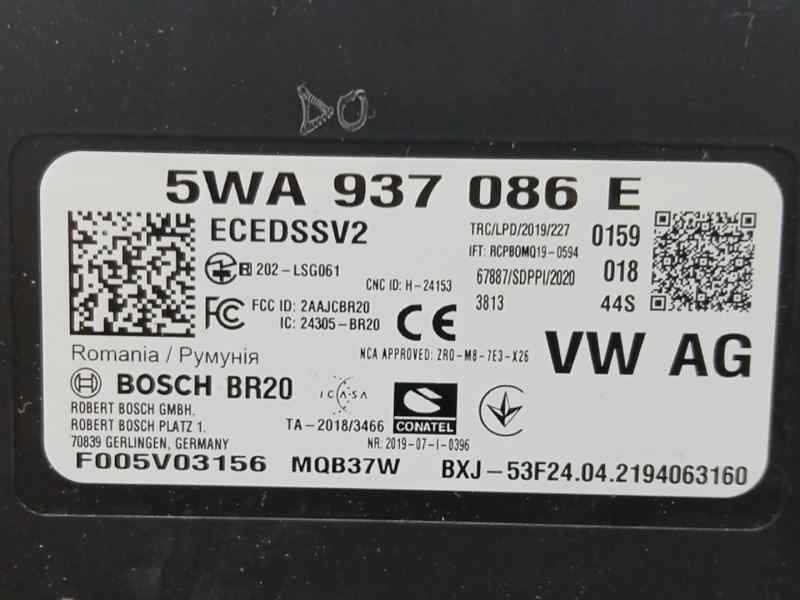 5WA 937 086 E
ECEDSSV2
TRC/LPD/2019/227
0159
IFT: RCPBOMQ19-0594
R 202-LSG061
67887/SDPPI/2020
018
CNC ID: H-24153
3813
44S
FC
FCC ID: 2AAJCBR20
IC: 24305-BR20
CE
NCA APPROVED: ZRO-M8-7E3-X26
VW AG
Romania / Румунія
BOSCH BR20
ICASA
ROBERT BOSCH GMBH.
ROBERT BOSCH PLATZ 1.
70839 GERLINGEN, GERMANY
TA-2018/3466
CONATEL
NR: 2019-07-I-0396
F005V03156 MQB37W BXJ-53F24.04.2194063160